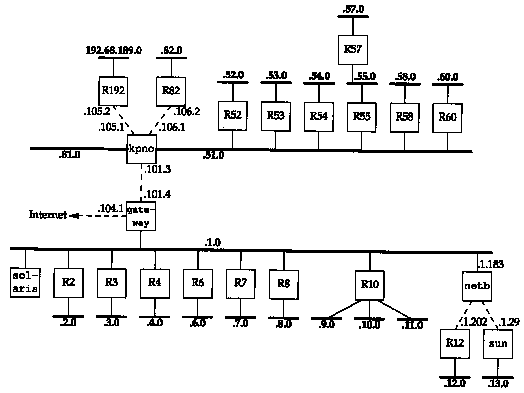 .57.0
192.68.189.0 .82.0 R57
.52.0 .53.0 .54.0 .55.0 .58.0 .60.0
R192 R82
.105.2 .106.2 R52 R53 R54 R55 R58 R60
.105.1 .106.1
kpno
.81.0 .51.0
.101.3
.101.4
Internet .104.1 gate-
way
.1.0
.1.183
sol-
aris R2 R3 R4 R6 R7 R8 R10 netb
.2.0 .3.0 .4.0 .6.0 .7.0 .8.0 .9.0 .10.0 .11.0 .1.202 .1.29
R12 sun
.12.0 .13.0